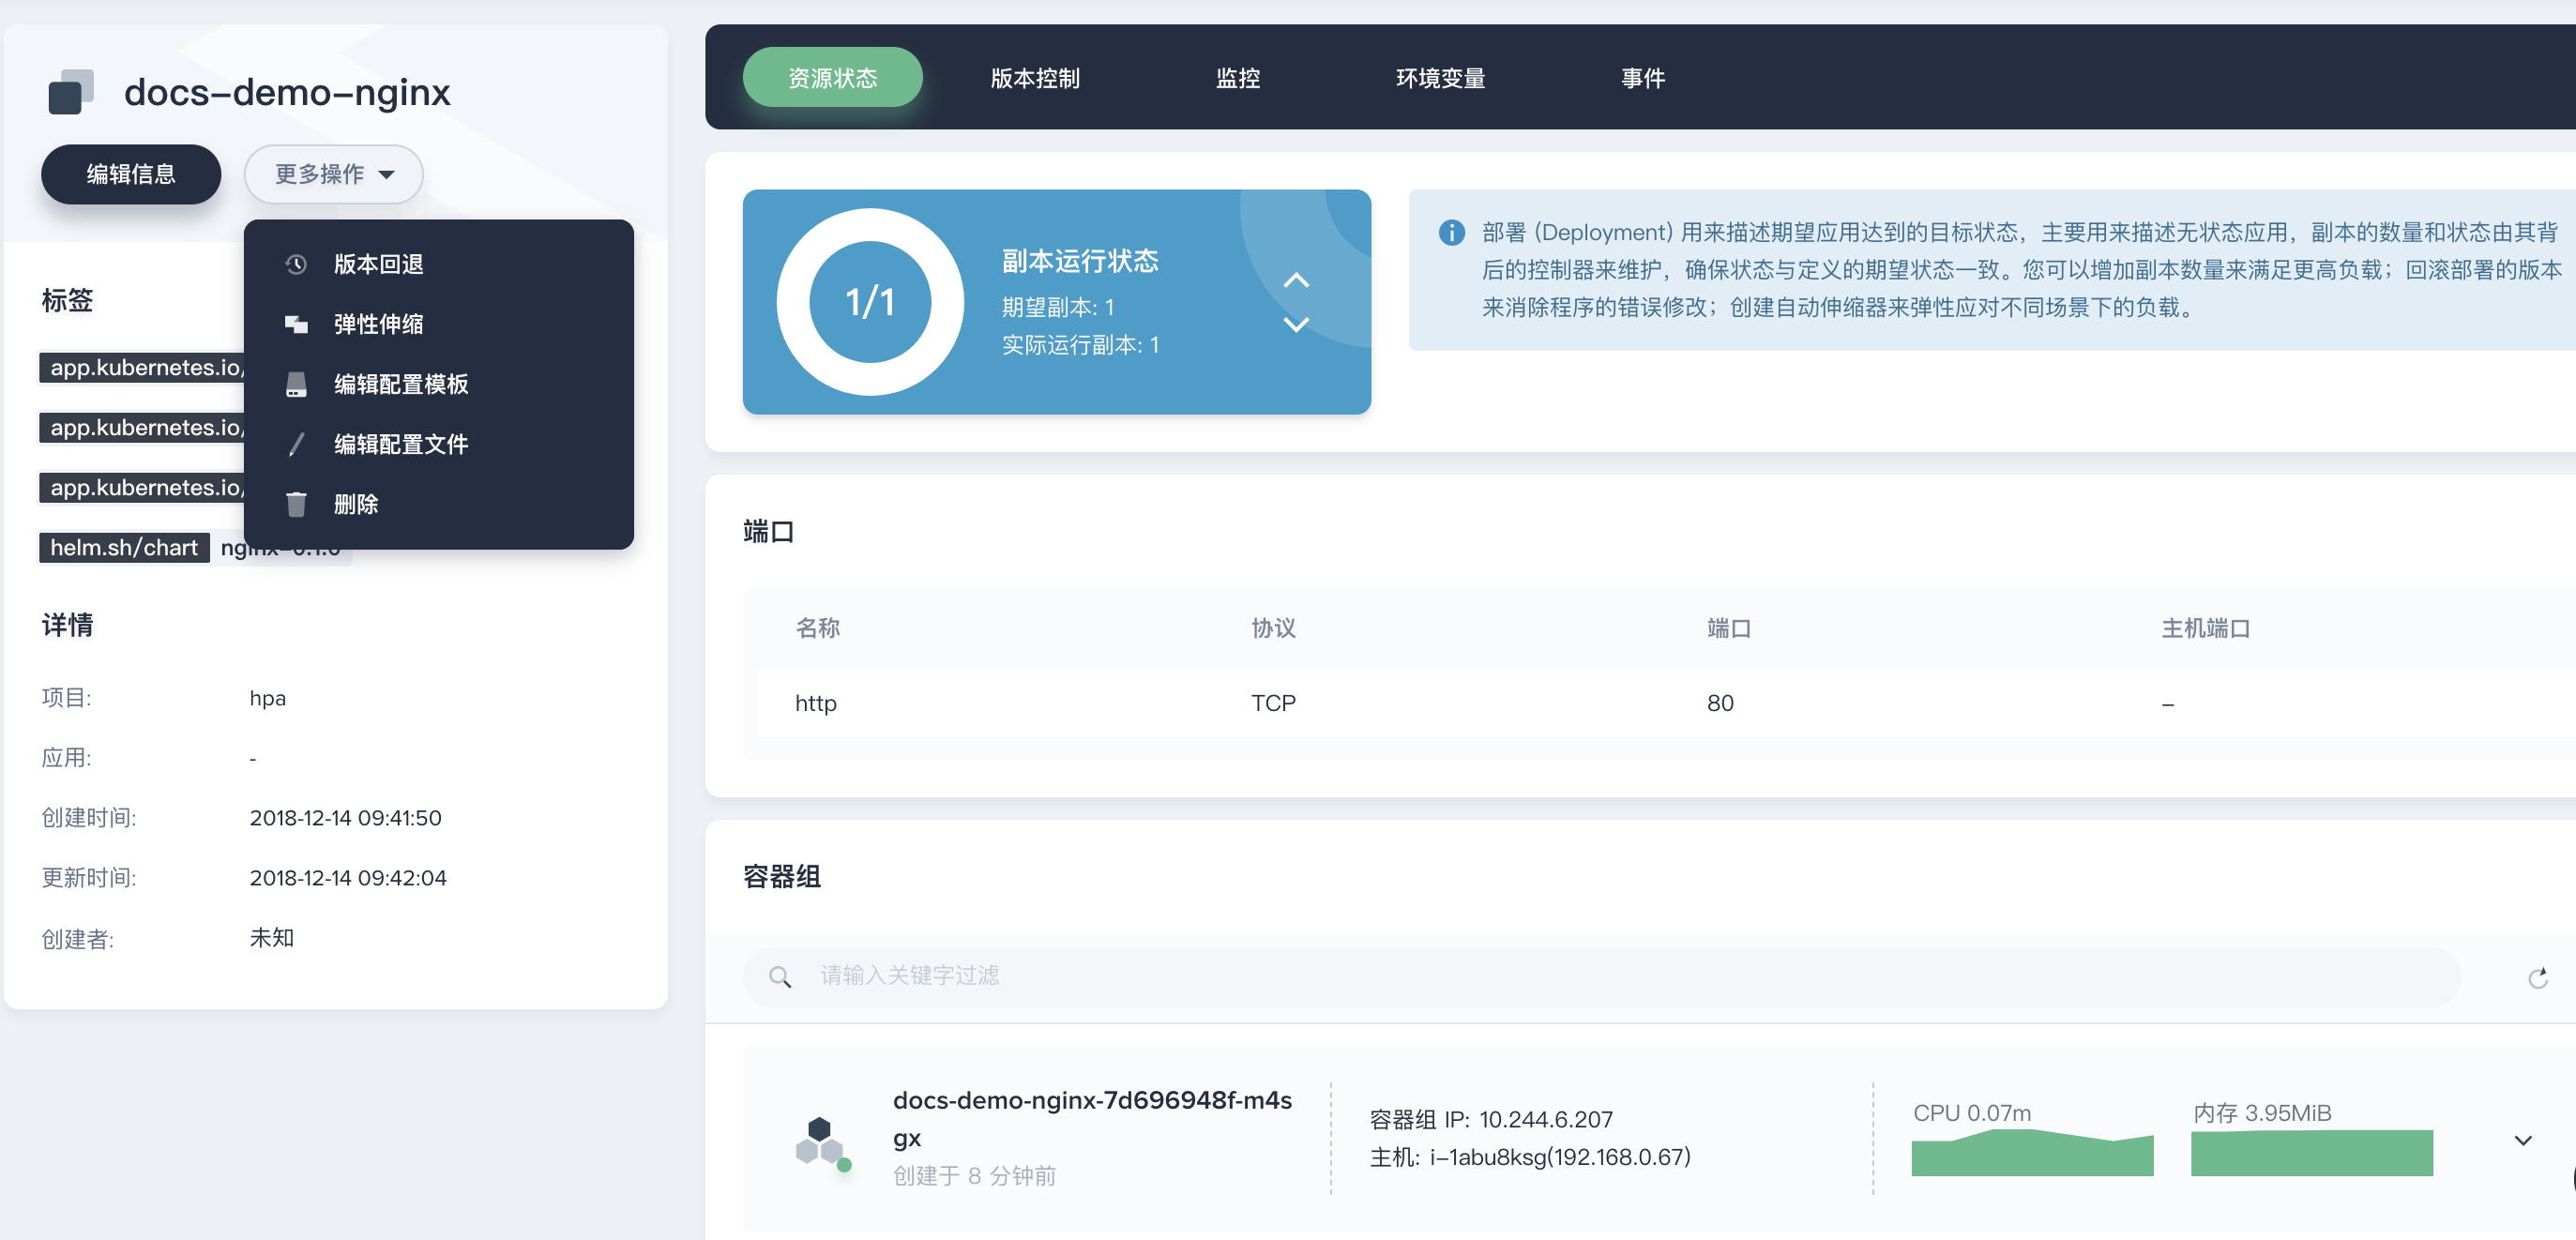 docs-demo-nginx
编辑信息
更多操作
版本回退
弹性伸缩
编辑配置模板
编辑配置文件
删除
标签
app.kubernetes.io/
app.kubernetes.io/
app.kubernetes.io/
helm.sh/chart nginx-0.1.0
详情
项目: hpa
应用: -
创建时间: 2018-12-14 09:41:50
更新时间: 2018-12-14 09:42:04
创建者: 未知
资源状态 版本控制 监控 环境变量 事件
1/1
副本运行状态
期望副本: 1
实际运行副本: 1
部署 (Deployment) 用来描述期望应用达到的目标状态，主要用来描述无状态应用，副本的数量和状态由其背
后的控制器来维护，确保状态与定义的期望状态一致。您可以增加副本数量来满足更高负载；回滚部署的版本
来消除程序的错误修改；创建自动伸缩器来弹性应对不同场景下的负载。
端口
名称 协议 端口 主机端口
http TCP 80 –
容器组
请输入关键字过滤
docs-demo-nginx-7d696948f-m4s
gx
创建于 8 分钟前
容器组 IP: 10.244.6.207
主机: i-1abu8ksg(192.168.0.67)
CPU 0.07m
内存 3.95MiB